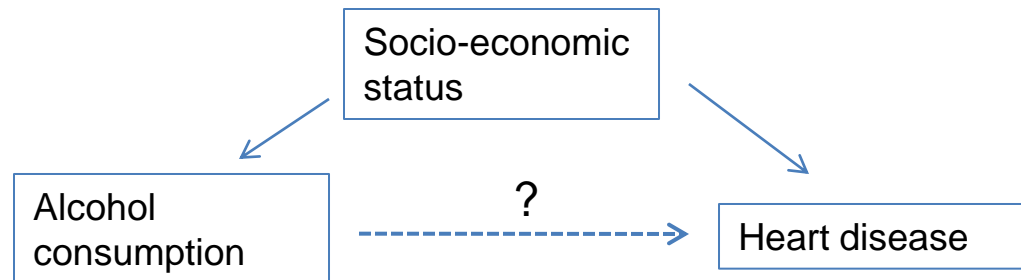 Socio-economic
status
?
Alcohol
consumption
Heart disease